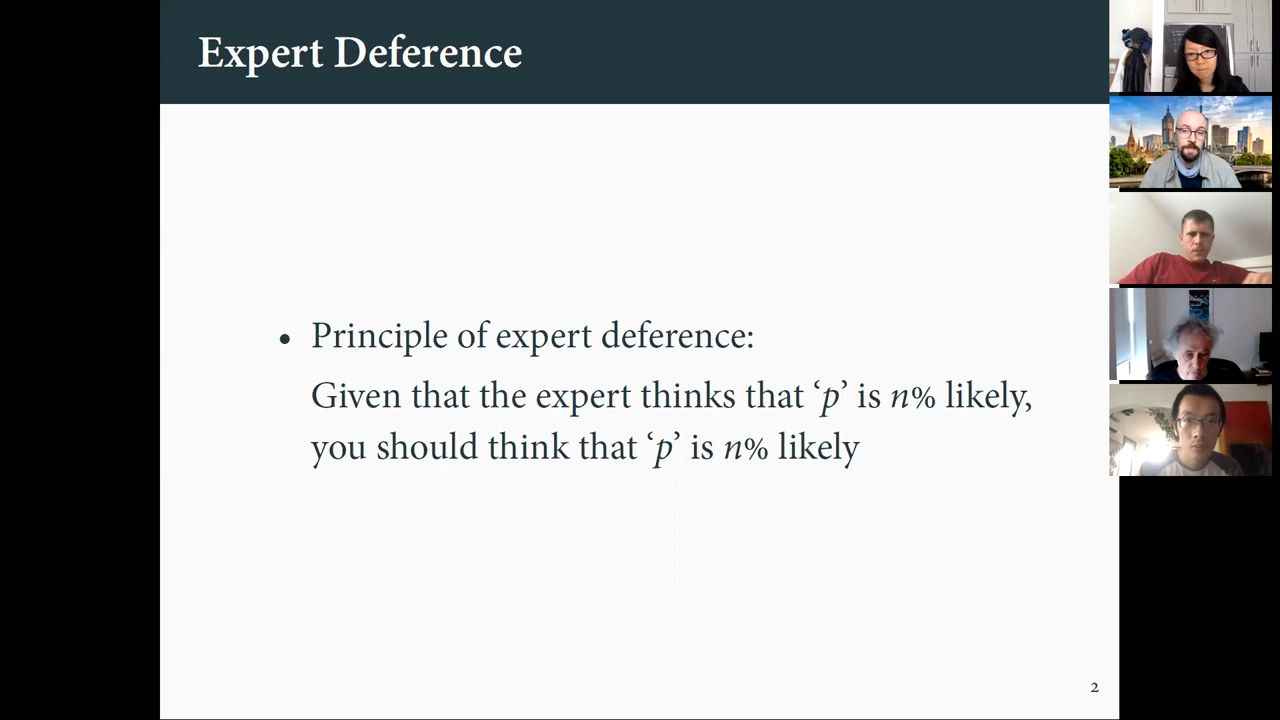 Expert Deference
• Principle of expert deference:
Given that the expert thinks that ‘p’ is n% likely,
you should think that ‘p’ is n% likely
2